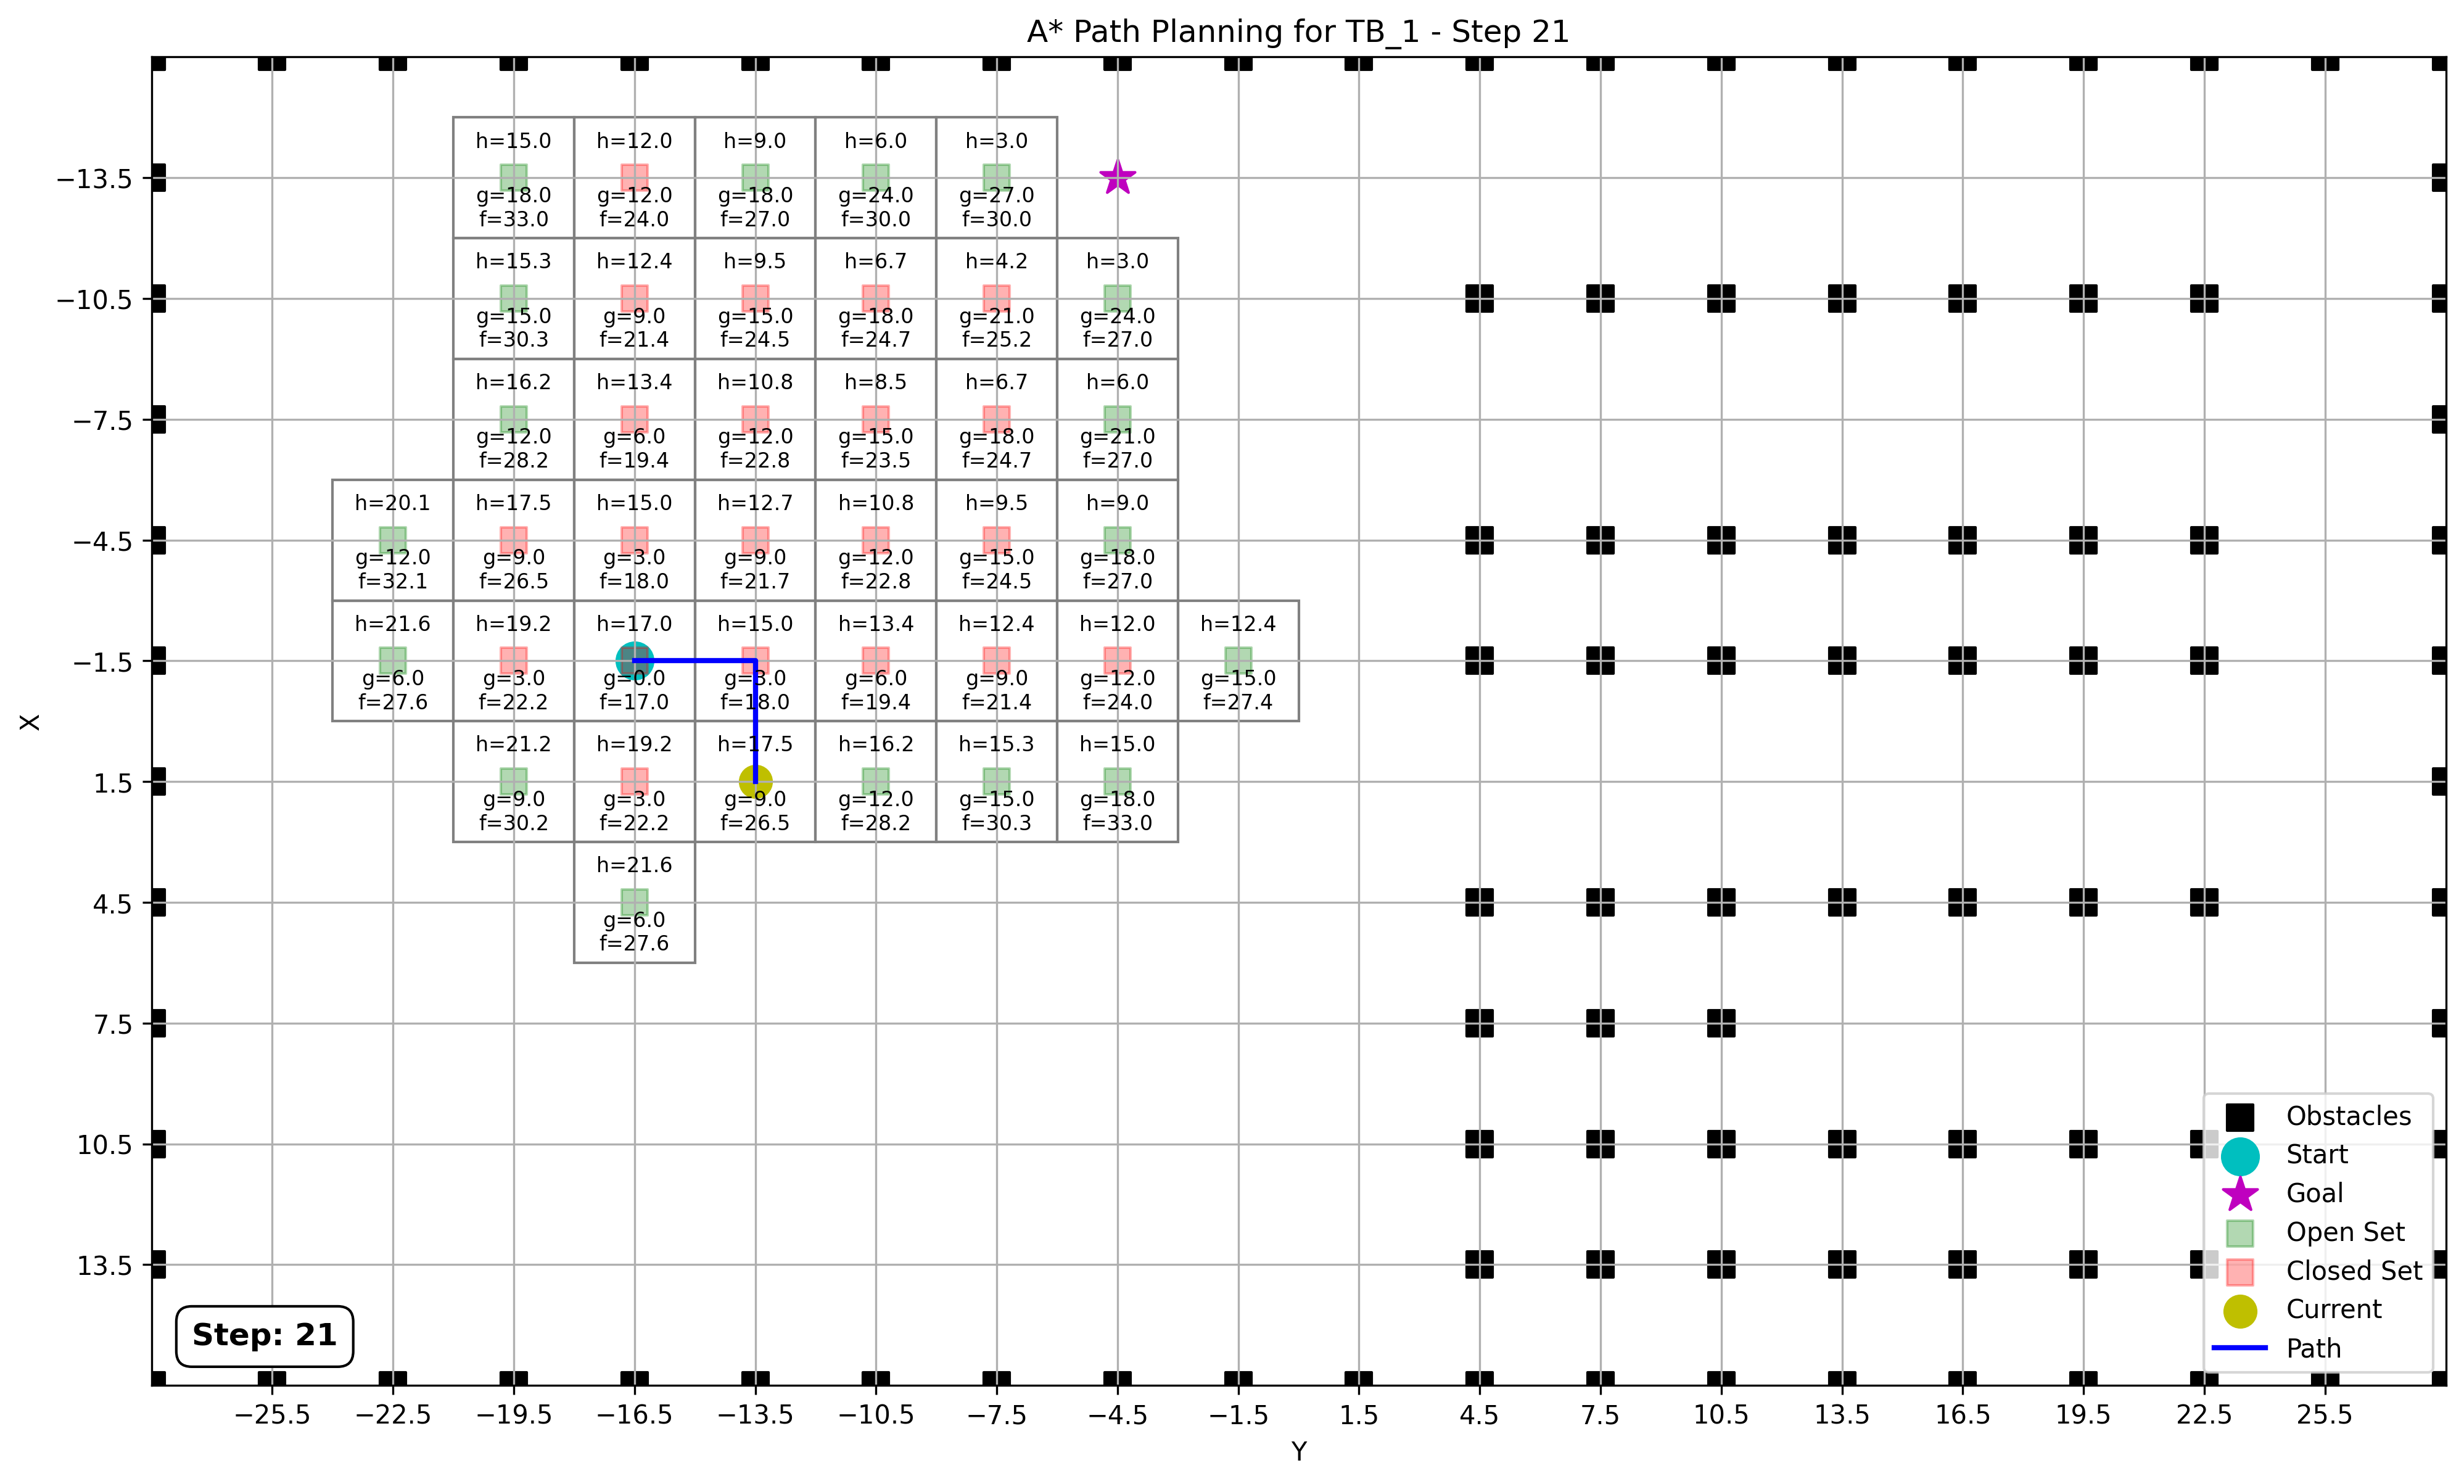 A* Path Planning for TB_1 - Step 21
h=15.0 h=12.0 h=9.0 h=6.0 h=3.0
−13.5
g=18.0 g=12.0 g=18.0 g=24.0 g=27.0
f=33.0 f=24.0 f=27.0 f=30.0 f=30.0
h=15.3 h=12.4 h=9.5 h=6.7 h=4.2 h=3.0
−10.5
g=15.0 g=9.0 g=15.0 g=18.0 g=21.0 g=24.0
f=30.3 f=21.4 f=24.5 f=24.7 f=25.2 f=27.0
h=16.2 h=13.4 h=10.8 h=8.5 h=6.7 h=6.0
−7.5
g=12.0 g=6.0 g=12.0 g=15.0 g=18.0 g=21.0
f=28.2 f=19.4 f=22.8 f=23.5 f=24.7 f=27.0
h=20.1 h=17.5 h=15.0 h=12.7 h=10.8 h=9.5 h=9.0
−4.5
g=12.0 g=9.0 g=3.0 g=9.0 g=12.0 g=15.0 g=18.0
f=32.1 f=26.5 f=18.0 f=21.7 f=22.8 f=24.5 f=27.0
h=21.6 h=19.2 h=17.0 h=15.0 h=13.4 h=12.4 h=12.0 h=12.4
−1.5
g=6.0 g=3.0 g=0.0 g=3.0 g=6.0 g=9.0 g=12.0 g=15.0
f=27.6 f=22.2 f=17.0 f=18.0 f=19.4 f=21.4 f=24.0 f=27.4
X
h=21.2 h=19.2 h=17.5 h=16.2 h=15.3 h=15.0
1.5
g=9.0 g=3.0 g=9.0 g=12.0 g=15.0 g=18.0
f=30.2 f=22.2 f=26.5 f=28.2 f=30.3 f=33.0
h=21.6
4.5
g=6.0
f=27.6
7.5
10.5
13.5
Obstacles
Start
Goal
Open Set
Closed Set
Current
Path
Step: 21
−25.5 −22.5 −19.5 −16.5 −13.5 −10.5 −7.5 −4.5 −1.5 1.5 4.5 7.5 10.5 13.5 16.5 19.5 22.5 25.5
Y